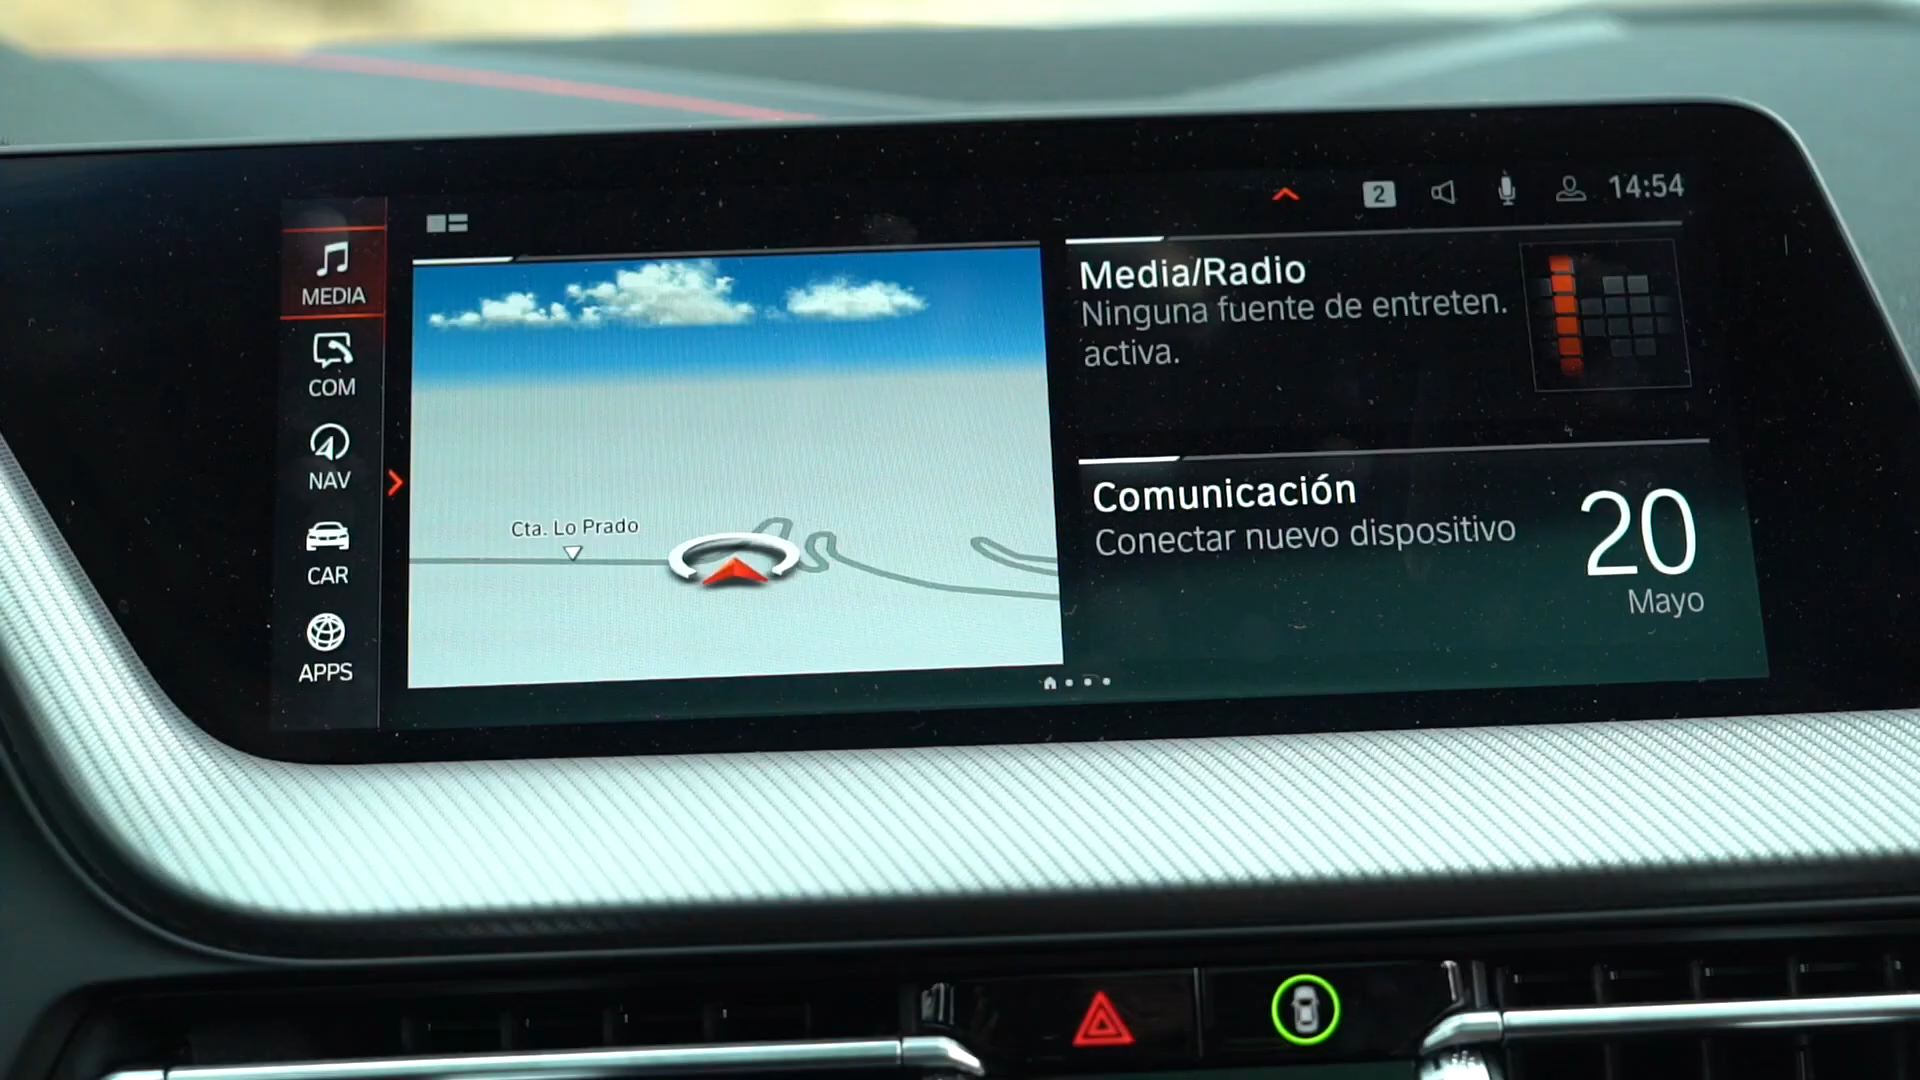 2
14:54
MEDIA
COM
NAV
CAR
APPS
Cta. Lo Prado
Media/Radio
Ninguna fuente de entreten.
activa.
Comunicación
Conectar nuevo dispositivo
20
Mayo